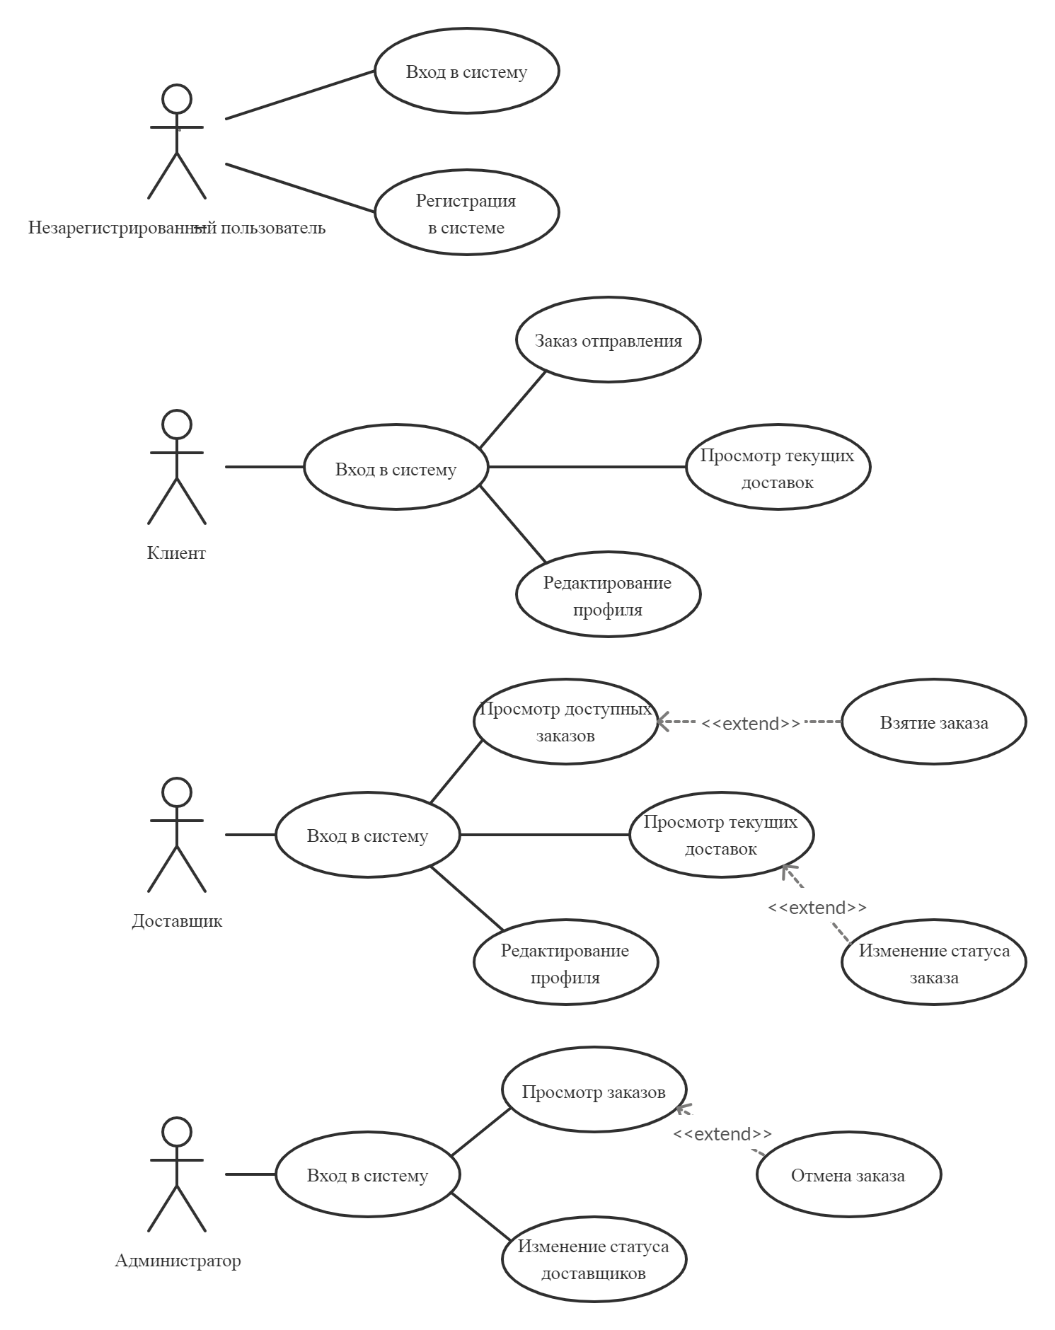 Вход в систему
Регистрация
в системе
Незарегистрированный пользователь
Заказ отправления
Вход в систему
Просмотр текущих
доставок
Редактирование
профиля
Клиент
Просмотр доступных
заказов
<<extend>>
Взятие заказа
Вход в систему
Просмотр текущих
доставок
<<extend>>
Доставщик
Редактирование
профиля
Изменение статуса
заказа
Просмотр заказов
<<extend>>
Вход в систему
Отмена заказа
Администратор
Изменение статуса
доставщиков